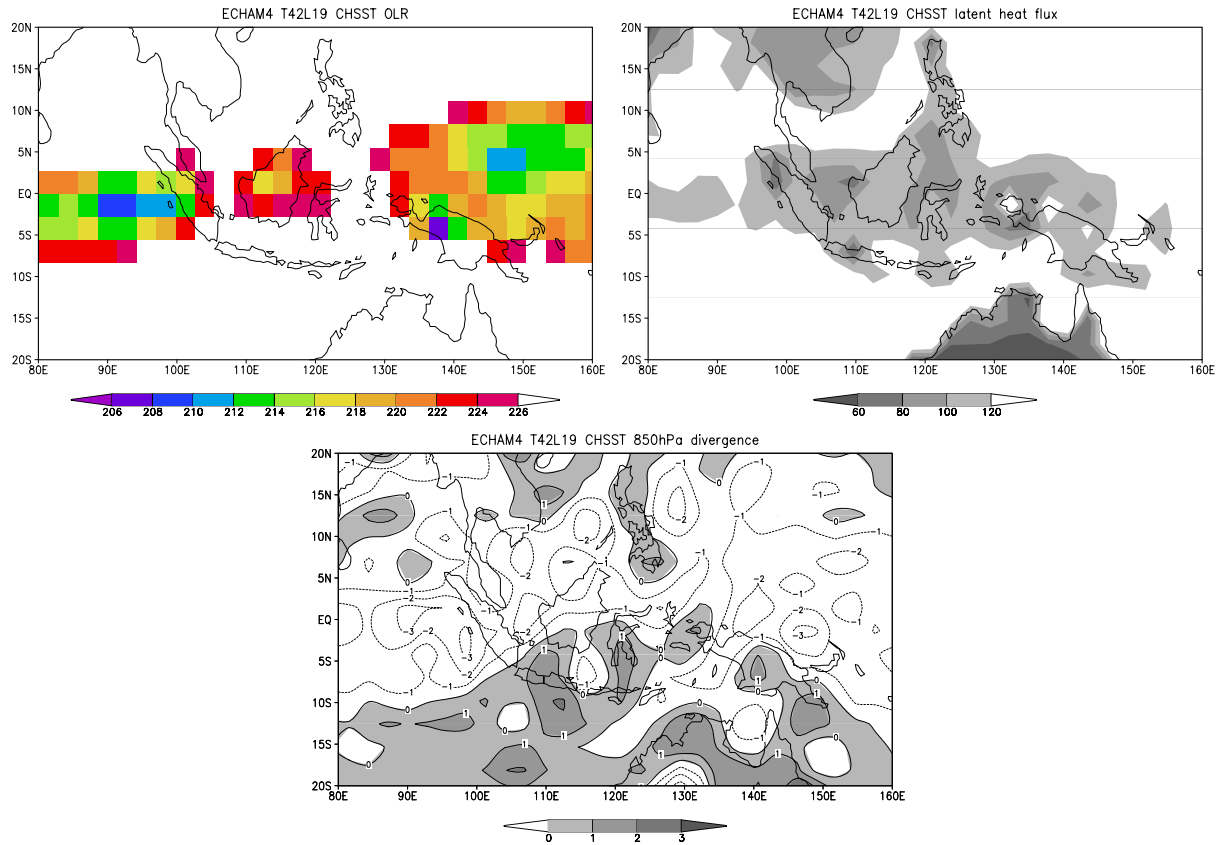 ECHAM4 T42L19 CHSST OLR
20N
15N
10N
5N
EQ
5S
10S
15S
20S
80E 90E 100E 110E 120E 130E 140E 150E 160E
206 208 210 212 214 216 218 220 222 224 226
ECHAM4 T42L19 CHSST latent heat flux
20N
15N
10N
5N
EQ
5S
10S
15S
20S
80E 90E 100E 110E 120E 130E 140E 150E 160E
60 80 100 120
ECHAM4 T42L19 CHSST 850hPa divergence
20N
15N
10N
5N
EQ
5S
10S
15S
20S
80E 90E 100E 110E 120E 130E 140E 150E 160E
0 1 2 3